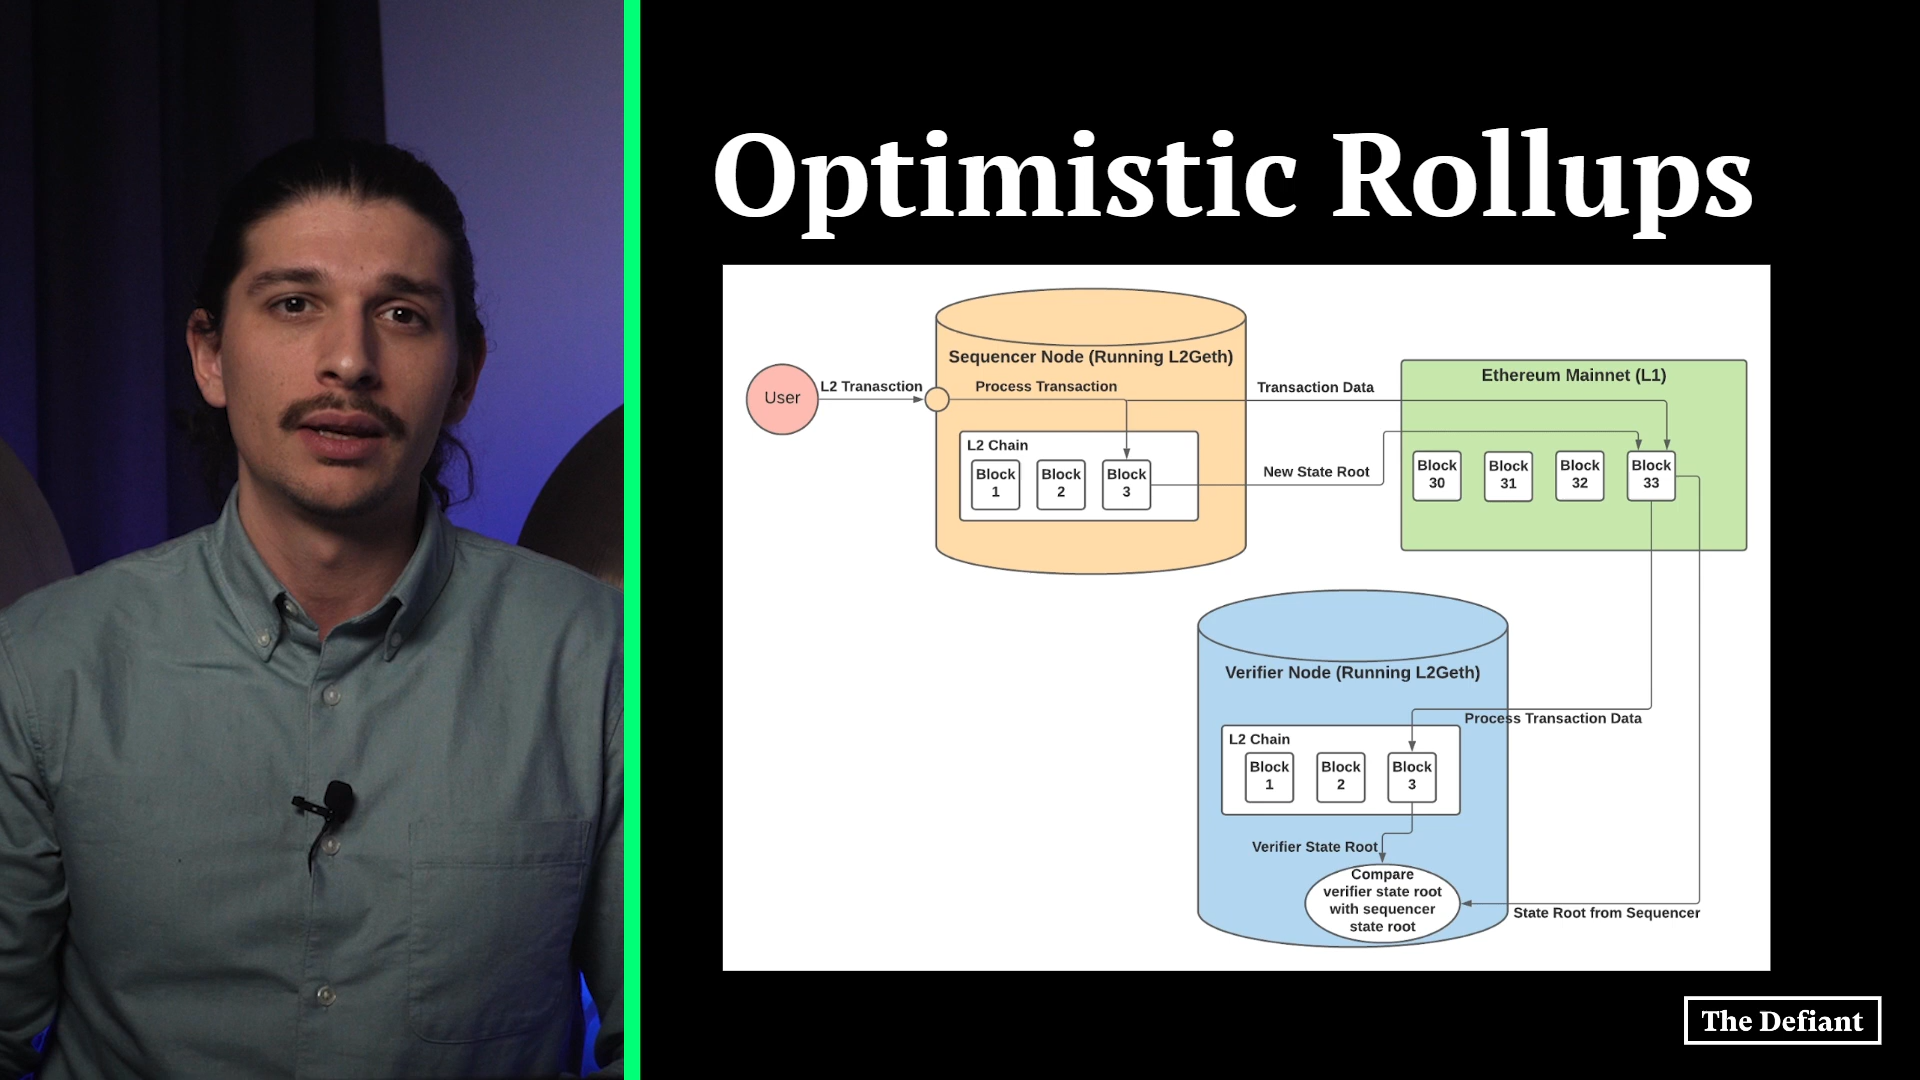 Optimistic Rollups
Sequencer Node (Running L2Geth)
User
L2 Tranasction
Process Transaction
Transaction Data
Ethereum Mainnet (L1)
L2 Chain
Block
1
Block
2
Block
3
New State Root
Block
30
Block
31
Block
32
Block
33
Verifier Node (Running L2Geth)
Process Transaction Data
L2 Chain
Block
1
Block
2
Block
3
Verifier State Root
Compare
verifier state root
with sequencer
state root
State Root from Sequencer
The Defiant